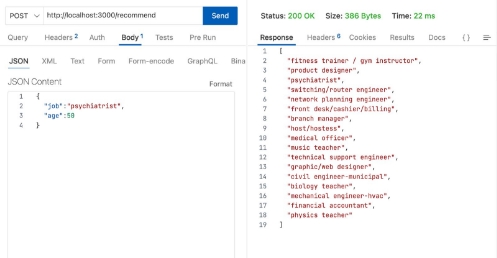 POST http://localhost:3000/recommend Send
Query Headers 2 Auth Body 1 Tests Pre Run
JSON XML Text Form Form-encode GraphQL Bina
JSON Content Format
1 {
2 "job":"psychiatrist",
3 "age":50
4 }
Status: 200 OK Size: 386 Bytes Time: 22 ms
Response Headers 6 Cookies Results Docs {} ≡
1 [
2 "fitness trainer / gym instructor",
3 "product designer",
4 "psychiatrist",
5 "switching/router engineer",
6 "network planning engineer",
7 "front desk/cashier/billing",
8 "branch manager",
9 "host/hostess",
10 "medical officer",
11 "music teacher",
12 "technical support engineer",
13 "graphic/web designer",
14 "civil engineer-municipal",
15 "biology teacher",
16 "mechanical engineer-hvac",
17 "financial accountant",
18 "physics teacher"
19 ]